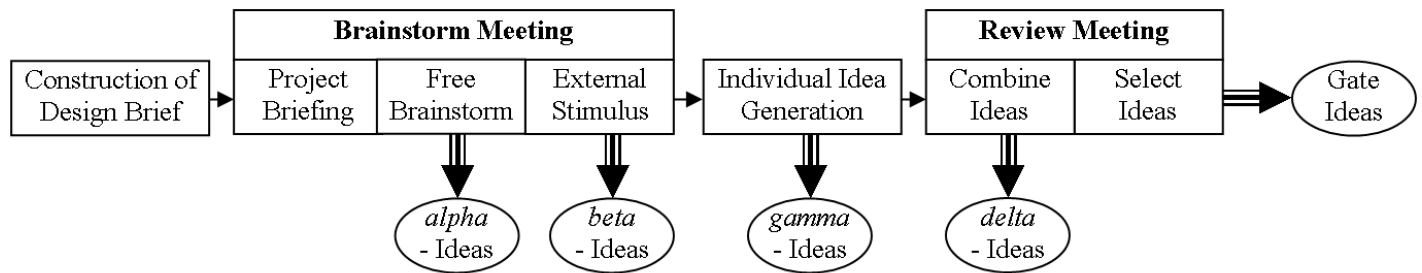 Brainstorm Meeting
Review Meeting
Construction of
Design Brief
Project
Briefing
Free
Brainstorm
External
Stimulus
Individual Idea
Generation
Combine
Ideas
Select
Ideas
Gate
Ideas
alpha
- Ideas
beta
- Ideas
gamma
- Ideas
delta
- Ideas